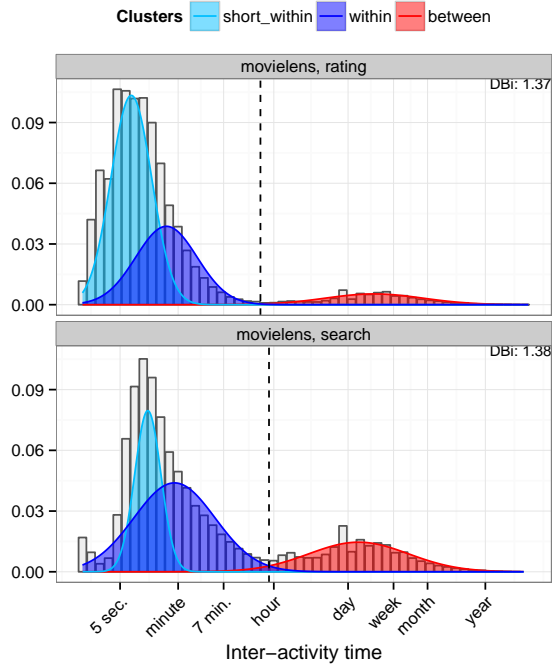 Clusters short_within within between
movielens, rating
DBi: 1.37
0.09
0.06
0.03
0.00
movielens, search
DBi: 1.38
0.09
0.06
0.03
0.00
5 sec. minute 7 min. hour day week month year
Inter−activity time